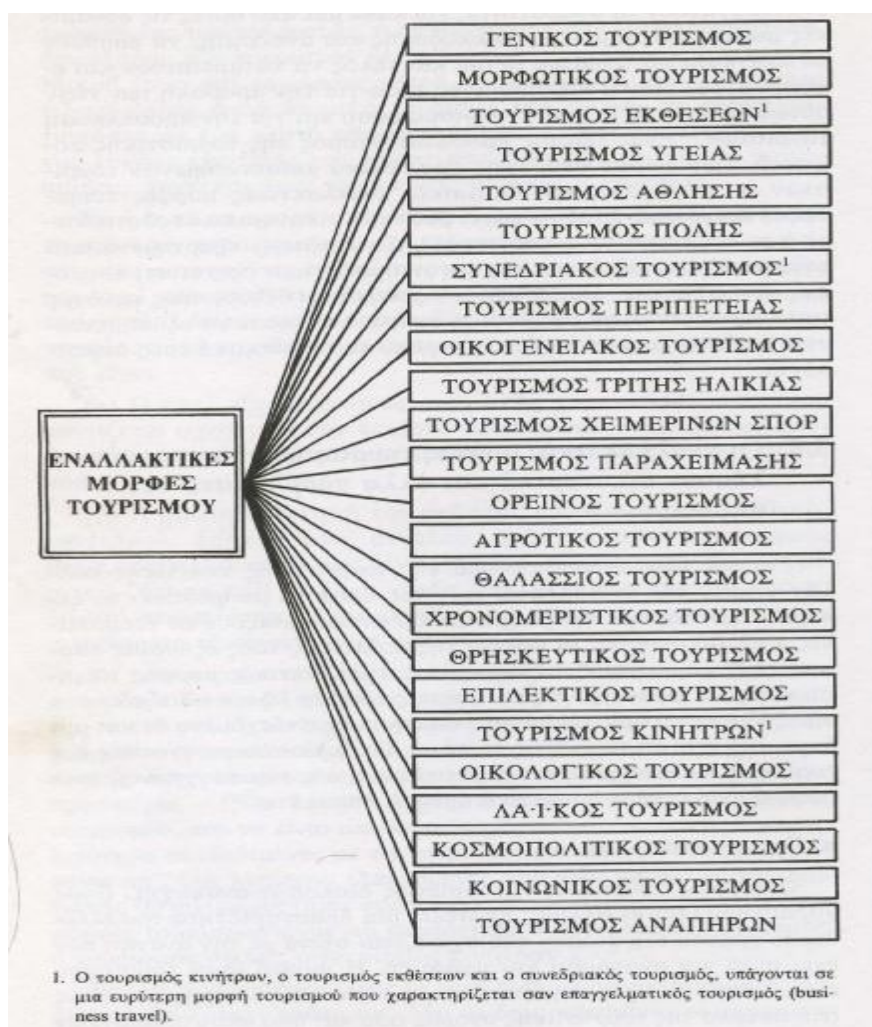 ΓΕΝΙΚΟΣ ΤΟΥΡΙΣΜΟΣ
ΜΟΡΦΩΤΙΚΟΣ ΤΟΥΡΙΣΜΟΣ
ΤΟΥΡΙΣΜΟΣ ΕΚΘΕΣΕΩΝ¹
ΤΟΥΡΙΣΜΟΣ ΥΓΕΙΑΣ
ΤΟΥΡΙΣΜΟΣ ΑΘΛΗΣΗΣ
ΤΟΥΡΙΣΜΟΣ ΠΟΛΗΣ
ΣΥΝΕΔΡΙΑΚΟΣ ΤΟΥΡΙΣΜΟΣ¹
ΤΟΥΡΙΣΜΟΣ ΠΕΡΙΠΕΤΕΙΑΣ
ΟΙΚΟΓΕΝΕΙΑΚΟΣ ΤΟΥΡΙΣΜΟΣ
ΤΟΥΡΙΣΜΟΣ ΤΡΙΤΗΣ ΗΛΙΚΙΑΣ
ΤΟΥΡΙΣΜΟΣ ΧΕΙΜΕΡΙΝΩΝ ΣΠΟΡ
ΤΟΥΡΙΣΜΟΣ ΠΑΡΑΧΕΙΜΑΣΗΣ
ΟΡΕΙΝΟΣ ΤΟΥΡΙΣΜΟΣ
ΑΓΡΟΤΙΚΟΣ ΤΟΥΡΙΣΜΟΣ
ΘΑΛΑΣΣΙΟΣ ΤΟΥΡΙΣΜΟΣ
ΧΡΟΝΟΜΕΡΙΣΤΙΚΟΣ ΤΟΥΡΙΣΜΟΣ
ΘΡΗΣΚΕΥΤΙΚΟΣ ΤΟΥΡΙΣΜΟΣ
ΕΠΙΛΕΚΤΙΚΟΣ ΤΟΥΡΙΣΜΟΣ
ΤΟΥΡΙΣΜΟΣ ΚΙΝΗΤΡΩΝ¹
ΟΙΚΟΛΟΓΙΚΟΣ ΤΟΥΡΙΣΜΟΣ
ΛΑ·Ι·ΚΟΣ ΤΟΥΡΙΣΜΟΣ
ΚΟΣΜΟΠΟΛΙΤΙΚΟΣ ΤΟΥΡΙΣΜΟΣ
ΚΟΙΝΩΝΙΚΟΣ ΤΟΥΡΙΣΜΟΣ
ΤΟΥΡΙΣΜΟΣ ΑΝΑΠΗΡΩΝ
ΕΝΑΛΛΑΚΤΙΚΕΣ
ΜΟΡΦΕΣ
ΤΟΥΡΙΣΜΟΥ
1. Ο τουρισμός κινήτρων, ο τουρισμός εκθέσεων και ο συνεδριακός τουρισμός, υπάγονται σε
μια ευρύτερη μορφή τουρισμού που χαρακτηρίζεται σαν επαγγελματικός τουρισμός (busi-
ness travel).